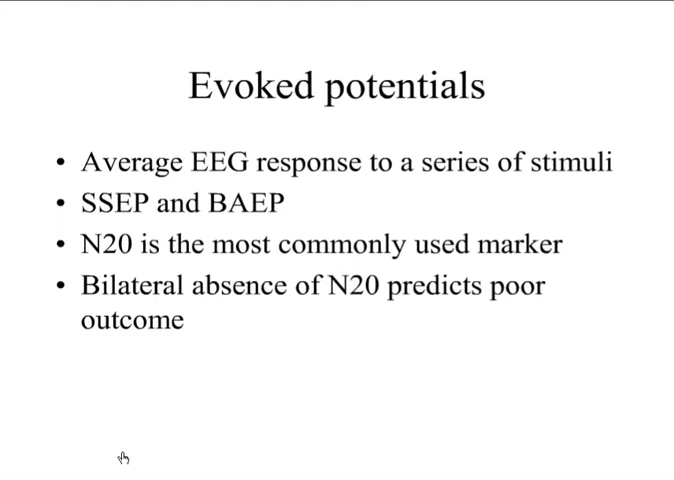 Evoked potentials
• Average EEG response to a series of stimuli
• SSEP and BAEP
• N20 is the most commonly used marker
• Bilateral absence of N20 predicts poor
outcome